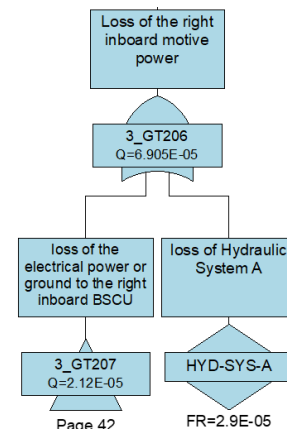 Loss of the right
inboard motive
power
3_GT206
Q=6.905E-05
loss of the
electrical power or
ground to the right
inboard BSCU
loss of Hydraulic
System A
3_GT207
Q=2.12E-05
HYD-SYS-A
Page 42
FR=2.9E-05